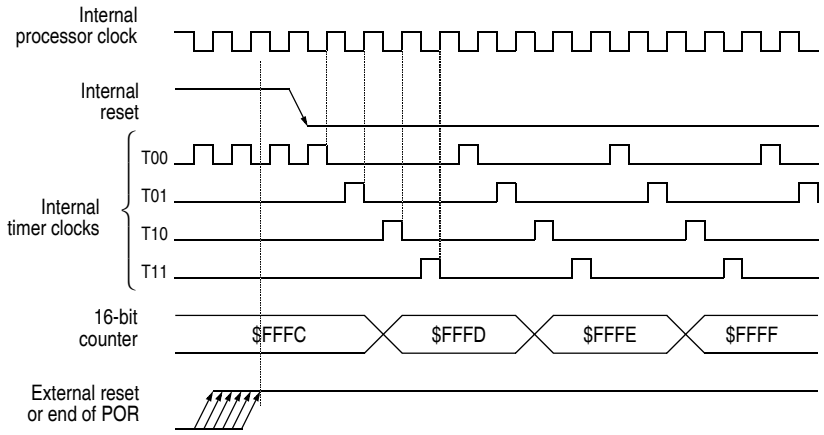 Internal
processor clock
Internal
reset
T00
T01
Internal
timer clocks
T10
T11
16-bit
counter
$FFFC $FFFD $FFFE $FFFF
External reset
or end of POR